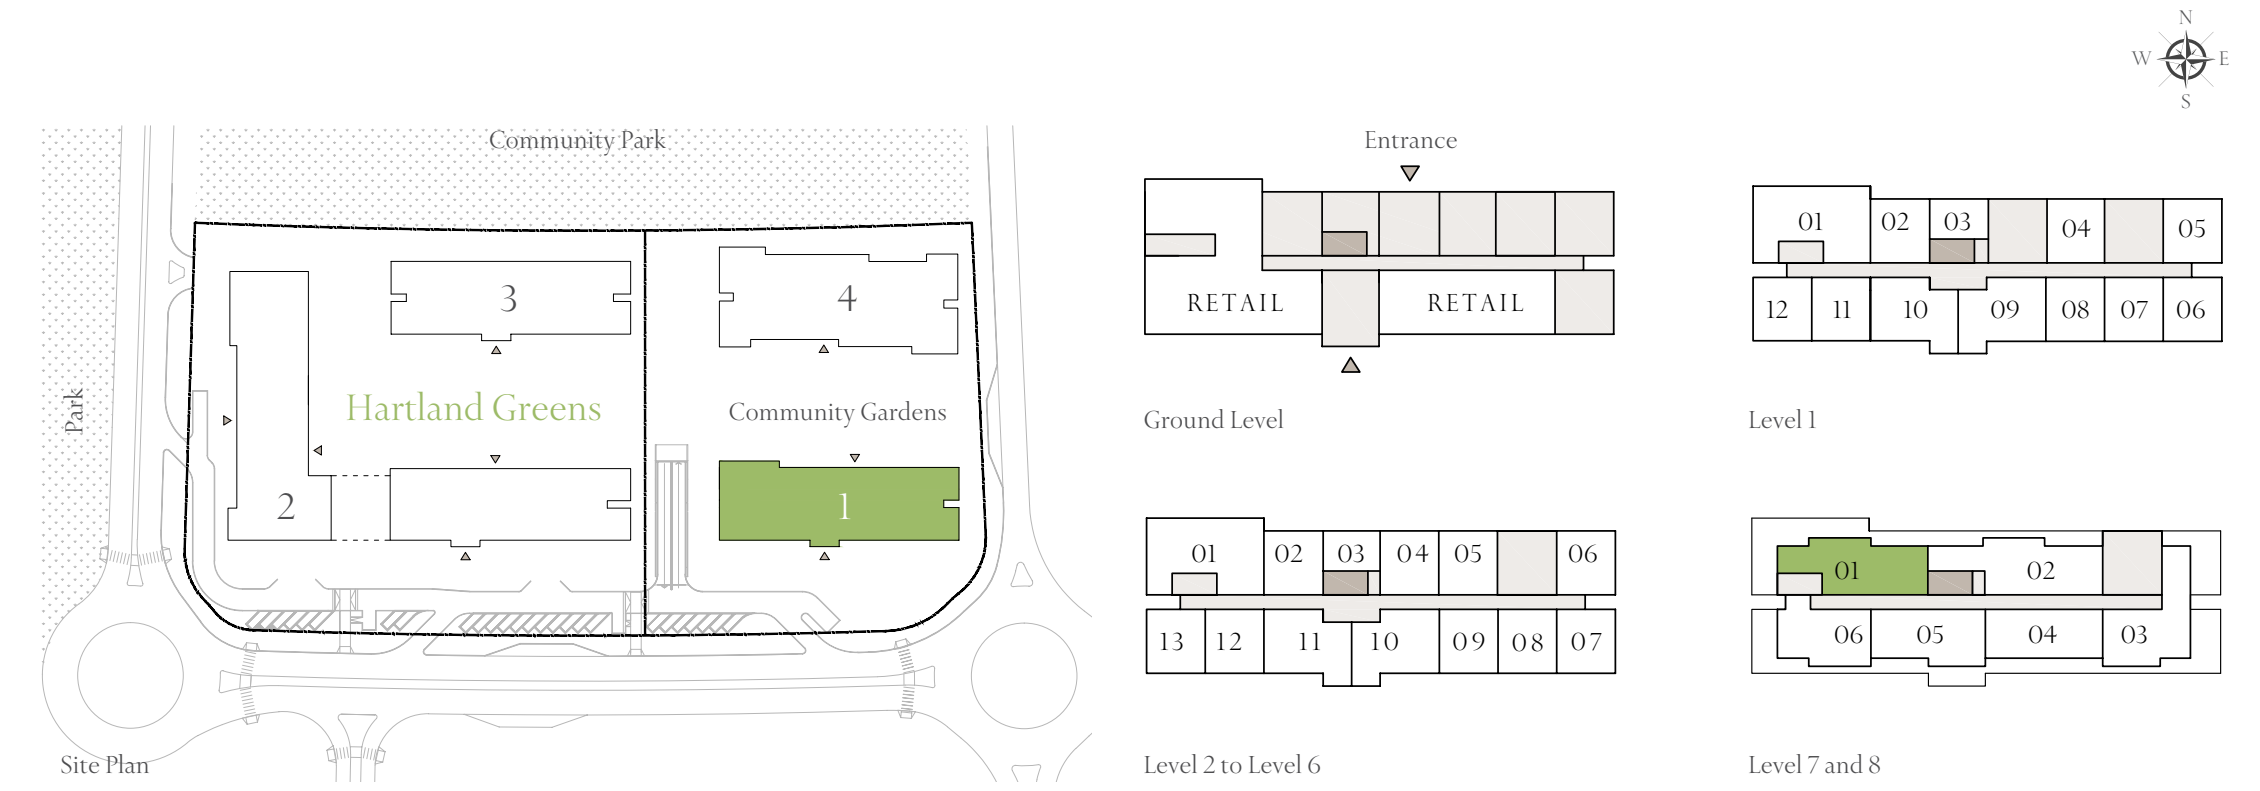 N
W
E
S
Community Park
Park
3
4
Hartland Greens
Community Gardens
2
1
Site Plan
Entrance
RETAIL
RETAIL
Ground Level
01
02
03
04
05
12
11
10
09
08
07
06
Level 1
01
02
03
04
05
06
13
12
11
10
09
08
07
Level 2 to Level 6
01
02
06
05
04
03
Level 7 and 8